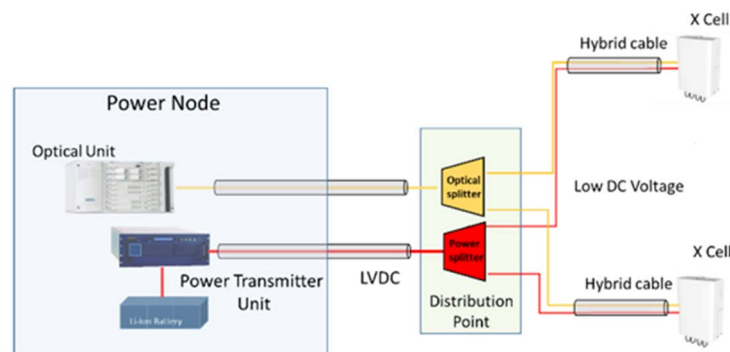 X Cell
Hybrid cable
Power Node
Optical Unit
Optical
splitter
Low DC Voltage
Power
splitter
X Cell
Power Transmitter
Unit
LVDC
Hybrid cable
Distribution
Point
Li-Ion Battery